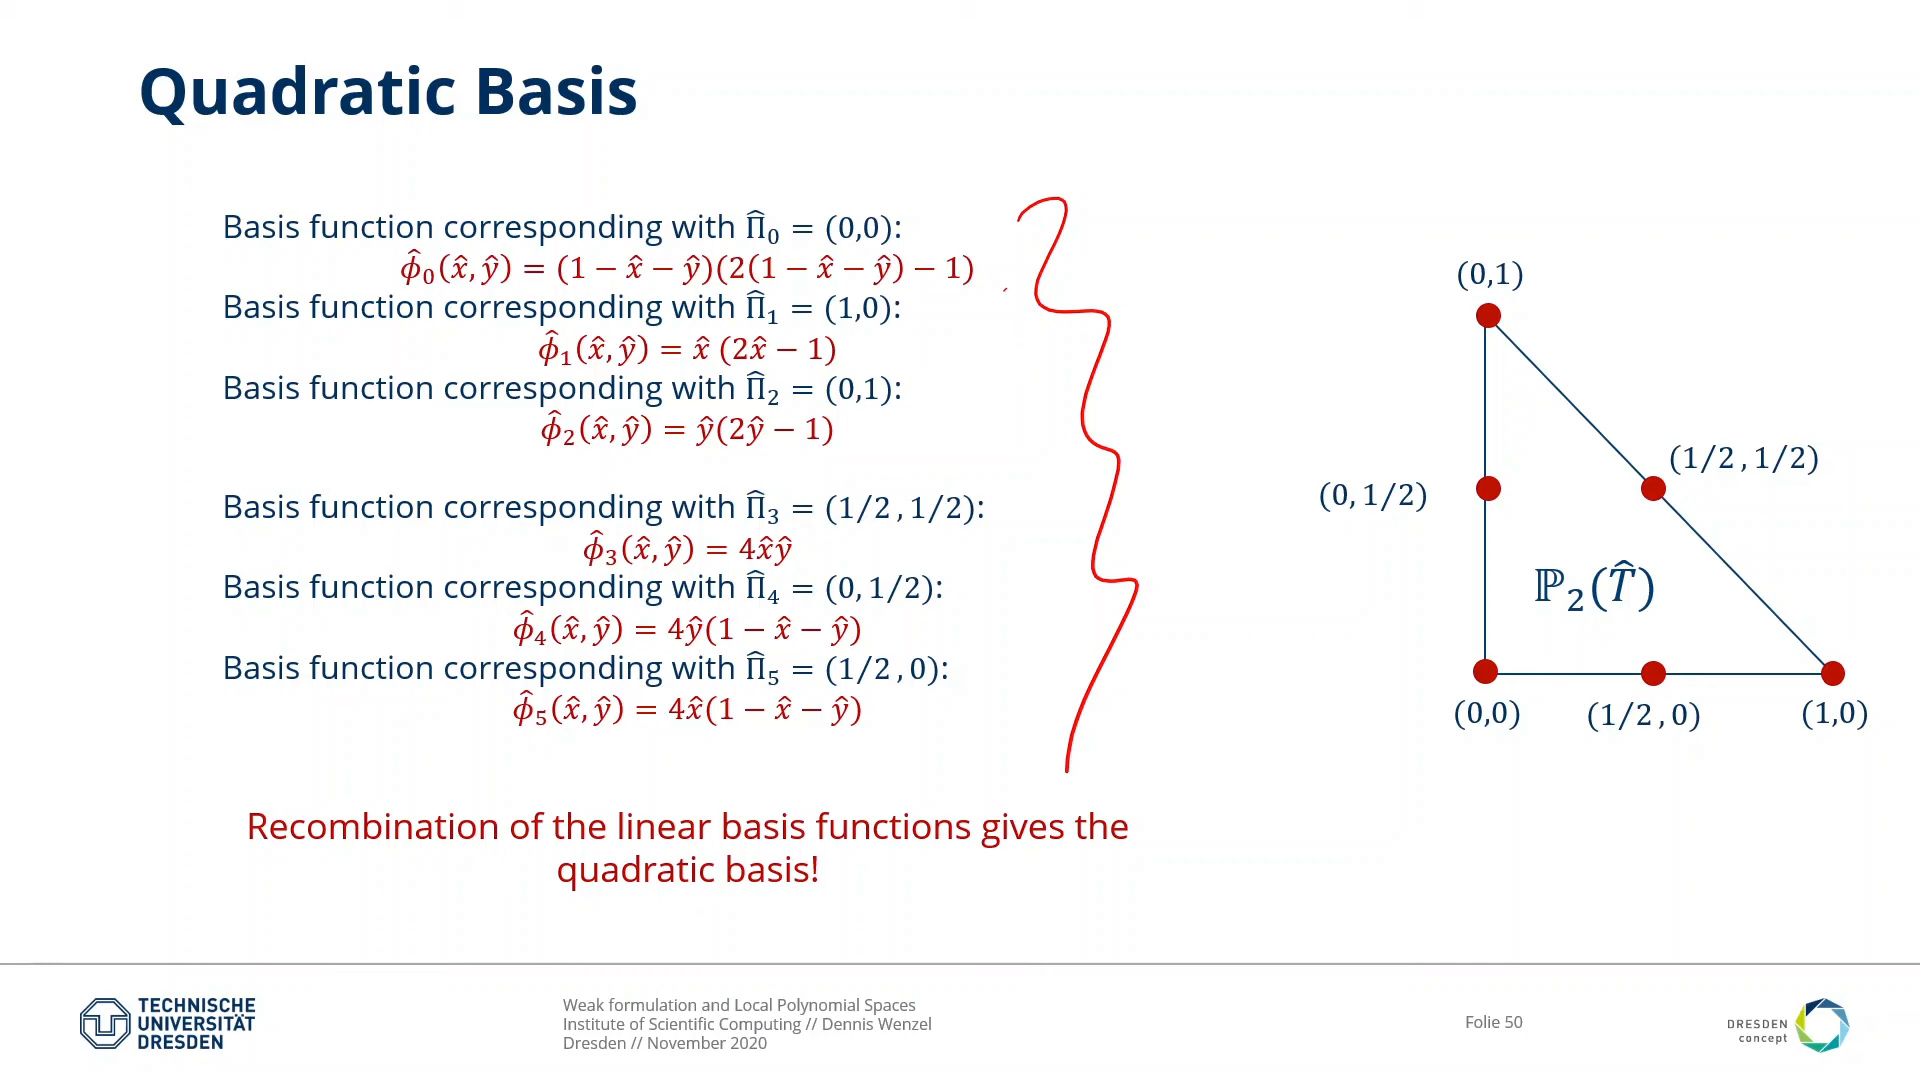 Quadratic Basis
Basis function corresponding with Π̂₀ = (0,0):
ϕ̂₀(x̂, ŷ) = (1 − x̂ − ŷ)(2(1 − x̂ − ŷ) − 1)
Basis function corresponding with Π̂₁ = (1,0):
ϕ̂₁(x̂, ŷ) = x̂ (2x̂ − 1)
Basis function corresponding with Π̂₂ = (0,1):
ϕ̂₂(x̂, ŷ) = ŷ(2ŷ − 1)
Basis function corresponding with Π̂₃ = (1/2 , 1/2):
ϕ̂₃(x̂, ŷ) = 4x̂ŷ
Basis function corresponding with Π̂₄ = (0, 1/2):
ϕ̂₄(x̂, ŷ) = 4ŷ(1 − x̂ − ŷ)
Basis function corresponding with Π̂₅ = (1/2 , 0):
ϕ̂₅(x̂, ŷ) = 4x̂(1 − x̂ − ŷ)
Recombination of the linear basis functions gives the
quadratic basis!
(0,1)
(1/2 , 1/2)
(0, 1/2)
ℙ₂(T̂)
(0,0)
(1/2 , 0)
(1,0)
TECHNISCHE
UNIVERSITÄT
DRESDEN
Weak formulation and Local Polynomial Spaces
Institute of Scientific Computing // Dennis Wenzel
Dresden // November 2020
Folie 50
DRESDEN
concept